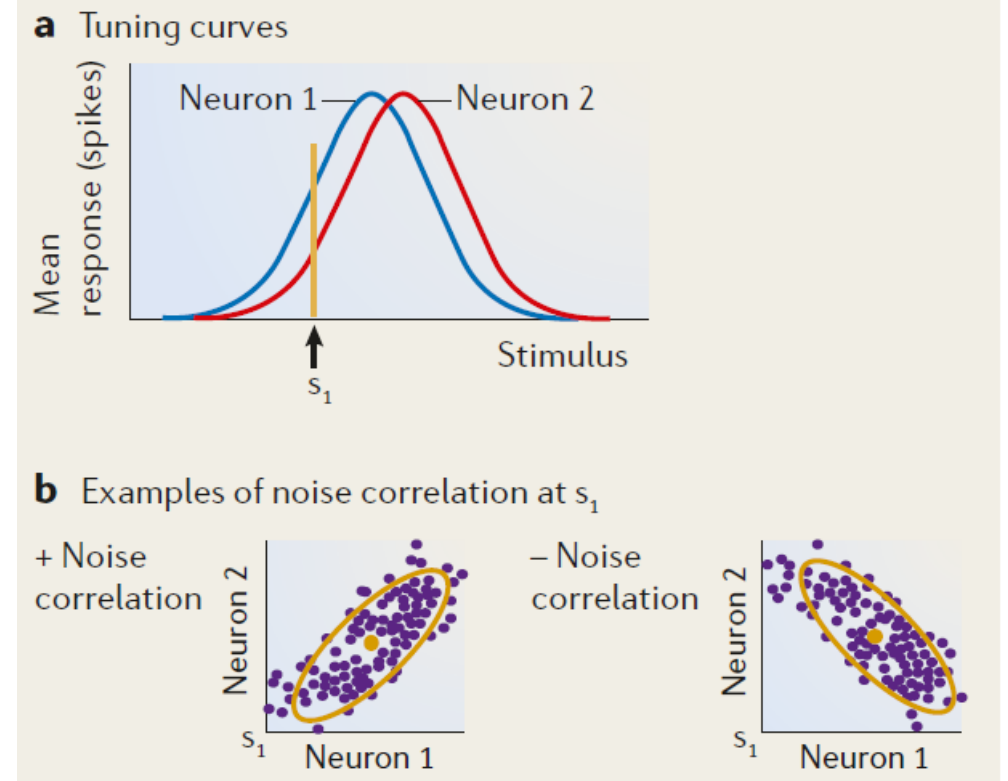 a Tuning curves
Mean
response (spikes)
Neuron 1
Neuron 2
Stimulus
s₁
b Examples of noise correlation at s₁
+ Noise
correlation
Neuron 2
s₁
Neuron 1
– Noise
correlation
Neuron 2
s₁
Neuron 1